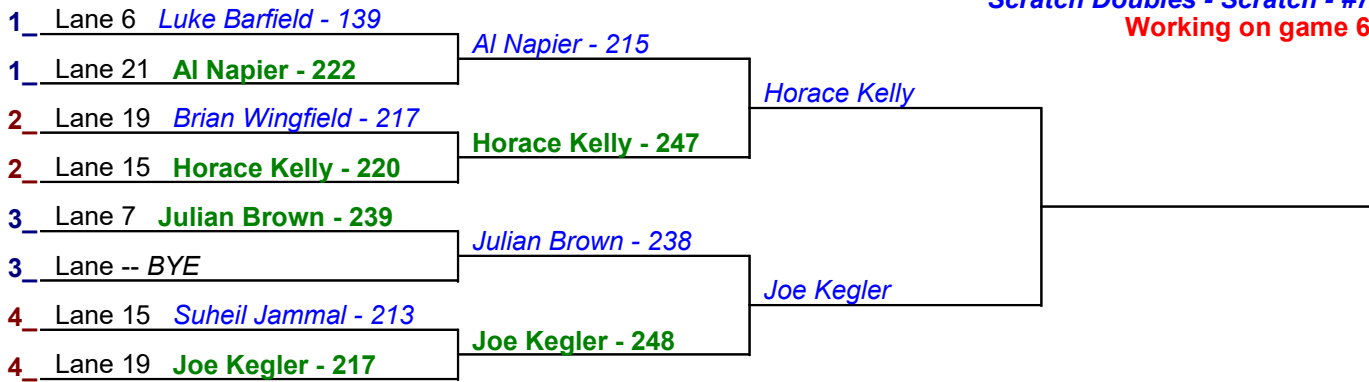 Scratch Doubles - Scratch - #7
Working on game 6
1_ Lane 6 Luke Barfield - 139
1_ Lane 21 Al Napier - 222
2_ Lane 19 Brian Wingfield - 217
2_ Lane 15 Horace Kelly - 220
3_ Lane 7 Julian Brown - 239
3_ Lane -- BYE
4_ Lane 15 Suheil Jammal - 213
4_ Lane 19 Joe Kegler - 217
Al Napier - 215
Horace Kelly - 247
Julian Brown - 238
Joe Kegler - 248
Horace Kelly
Joe Kegler